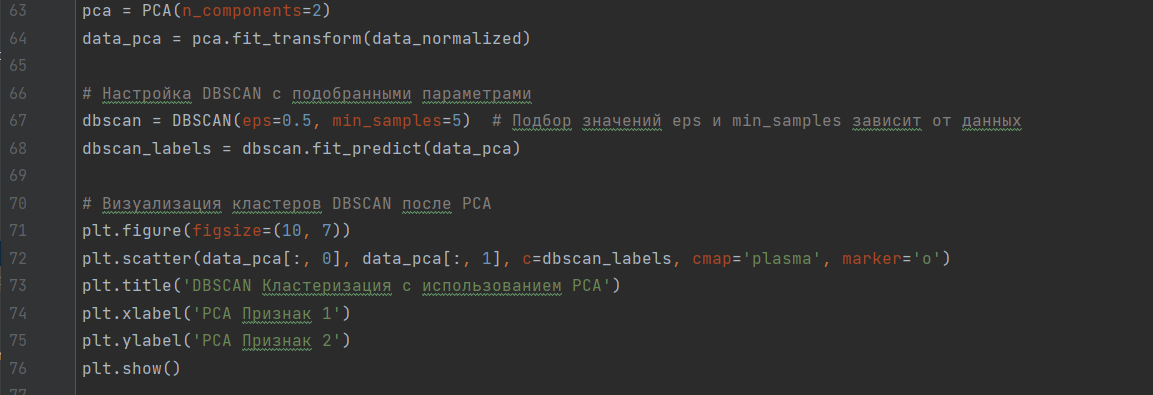 63 pca = PCA(n_components=2)
64 data_pca = pca.fit_transform(data_normalized)
65
66 # Настройка DBSCAN с подобранными параметрами
67 dbscan = DBSCAN(eps=0.5, min_samples=5)  # Подбор значений eps и min_samples зависит от данных
68 dbscan_labels = dbscan.fit_predict(data_pca)
69
70 # Визуализация кластеров DBSCAN после PCA
71 plt.figure(figsize=(10, 7))
72 plt.scatter(data_pca[:, 0], data_pca[:, 1], c=dbscan_labels, cmap='plasma', marker='o')
73 plt.title('DBSCAN Кластеризация с использованием PCA')
74 plt.xlabel('PCA Признак 1')
75 plt.ylabel('PCA Признак 2')
76 plt.show()